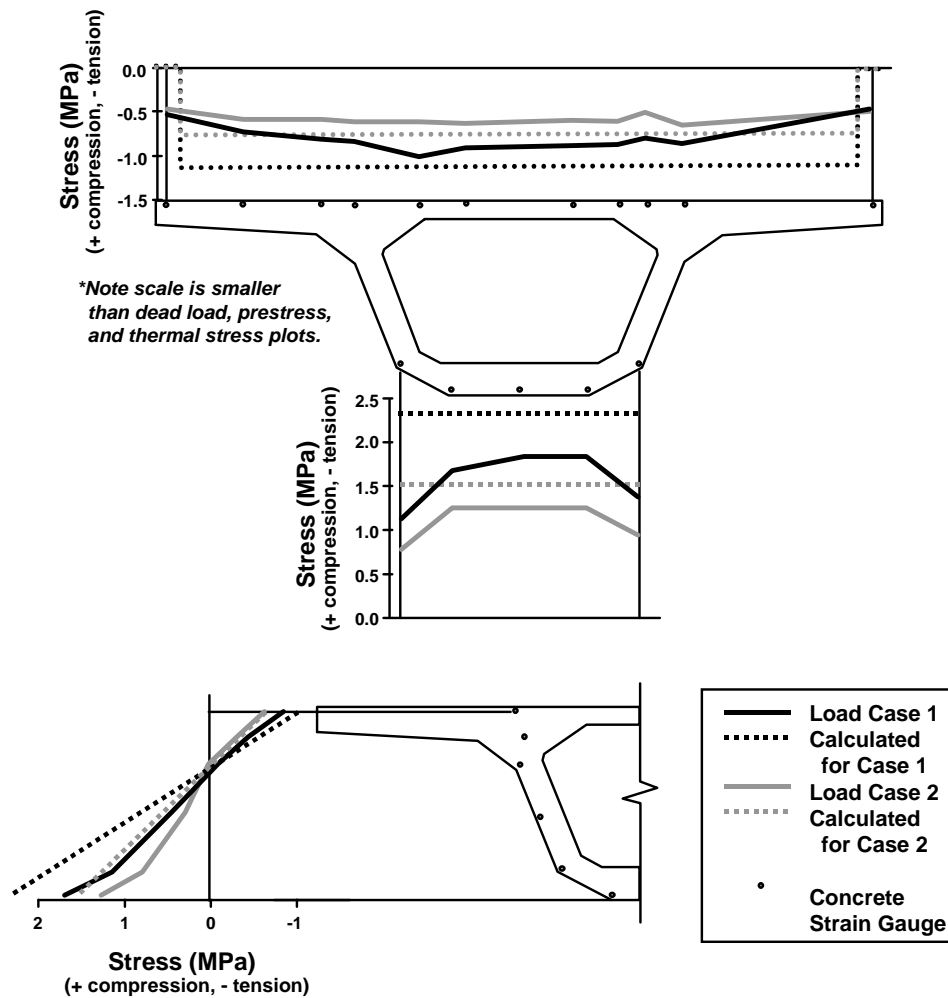 Stress (MPa)
(+ compression, - tension)
0.0
-0.5
-1.0
-1.5
*Note scale is smaller
than dead load, prestress,
and thermal stress plots.
Stress (MPa)
(+ compression, - tension)
2.5
2.0
1.5
1.0
0.5
0.0
2 1 0 -1
Stress (MPa)
(+ compression, - tension)
Load Case 1
Calculated
for Case 1
Load Case 2
Calculated
for Case 2
Concrete
Strain Gauge